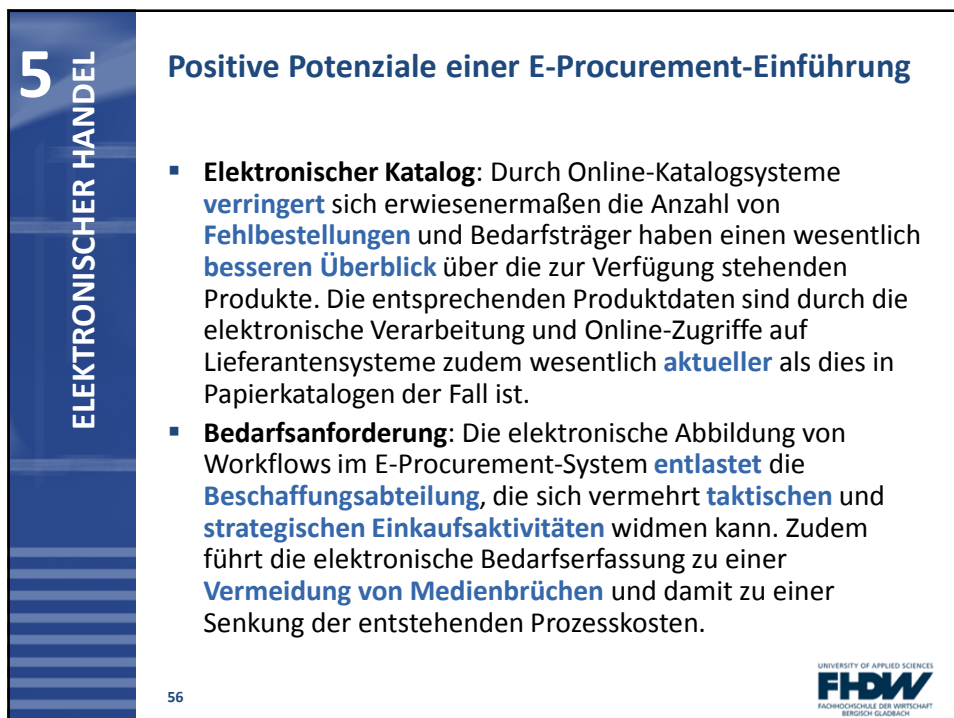 5
ELEKTRONISCHER HANDEL
Positive Potenziale einer E-Procurement-Einführung
▪ Elektronischer Katalog: Durch Online-Katalogsysteme
verringert sich erwiesenermaßen die Anzahl von
Fehlbestellungen und Bedarfsträger haben einen wesentlich
besseren Überblick über die zur Verfügung stehenden
Produkte. Die entsprechenden Produktdaten sind durch die
elektronische Verarbeitung und Online-Zugriffe auf
Lieferantensysteme zudem wesentlich aktueller als dies in
Papierkatalogen der Fall ist.
▪ Bedarfsanforderung: Die elektronische Abbildung von
Workflows im E-Procurement-System entlastet die
Beschaffungsabteilung, die sich vermehrt taktischen und
strategischen Einkaufsaktivitäten widmen kann. Zudem
führt die elektronische Bedarfserfassung zu einer
Vermeidung von Medienbrüchen und damit zu einer
Senkung der entstehenden Prozesskosten.
56
UNIVERSITY OF APPLIED SCIENCES
FHDW
FACHHOCHSCHULE DER WIRTSCHAFT
BERGISCH GLADBACH